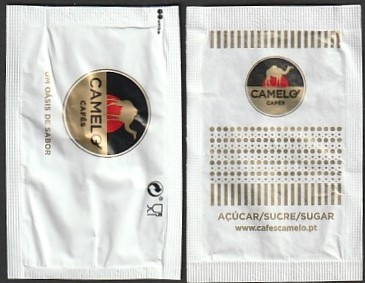 CAMELO
CAFÉS
UM OÁSIS DE SABOR
CAMELO
CAFÉS
AÇÚCAR/SUCRE/SUGAR
www.cafescamelo.pt